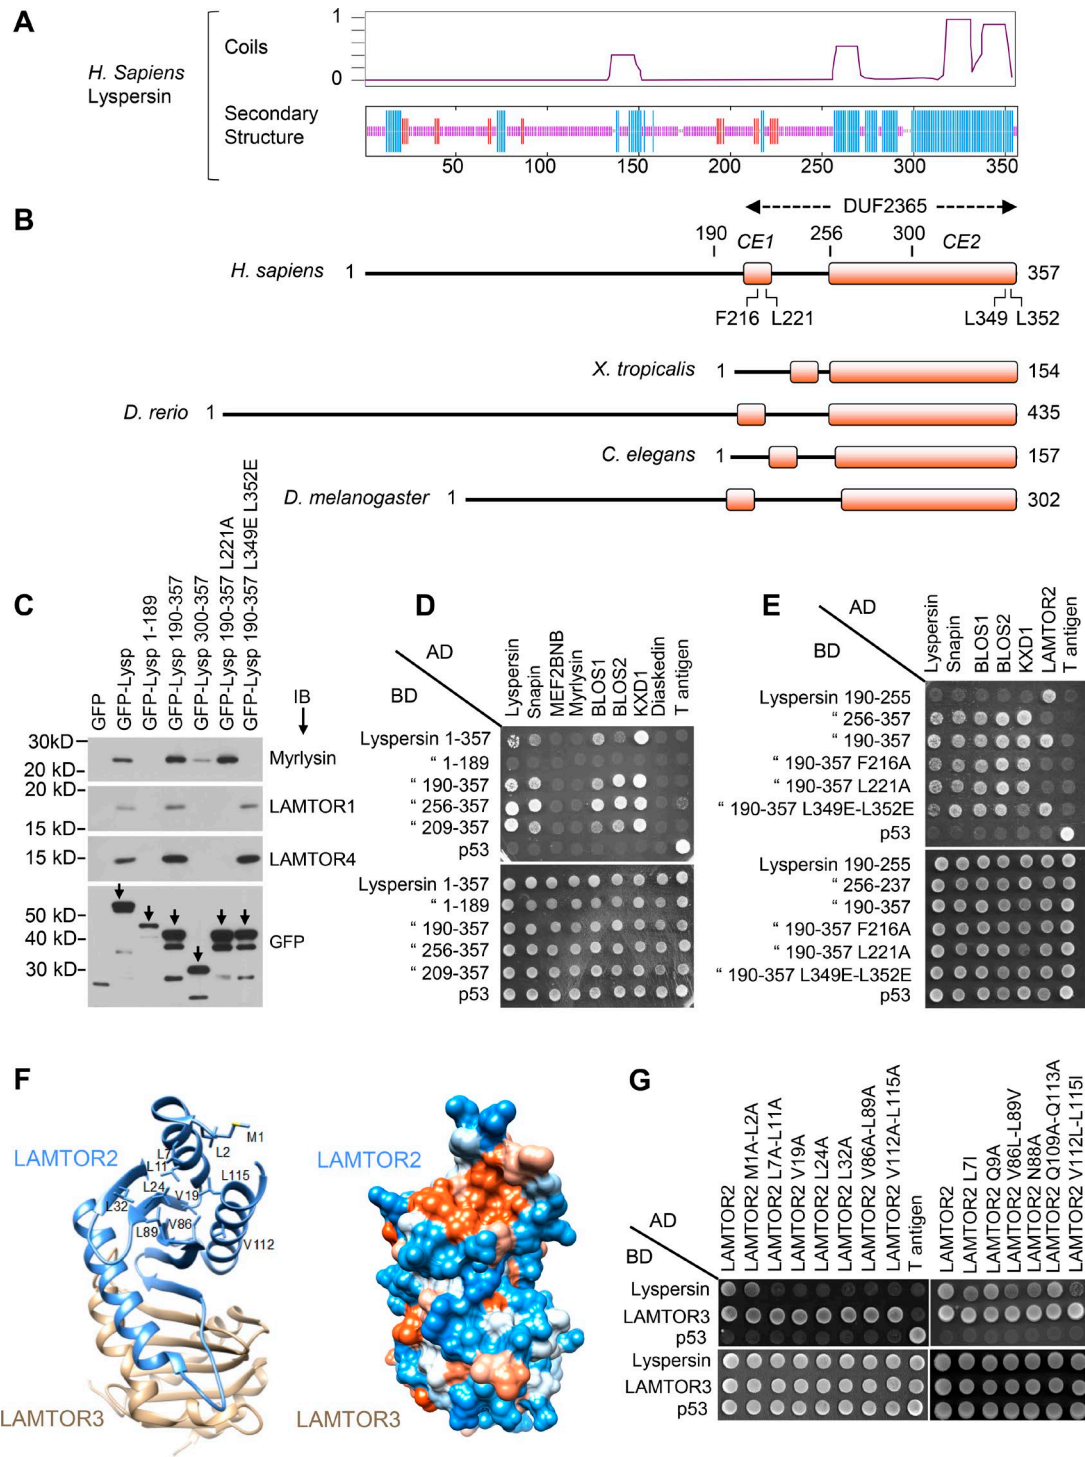 A
H. Sapiens
Lyspersin
Coils
1
0
Secondary
Structure
50 100 150 200 250 300 350
B
DUF2365
190 CE1 256 300 CE2
H. sapiens 1 357
F216 L221 L349 L352
X. tropicalis 1 154
D. rerio 1 435
C. elegans 1 157
D. melanogaster 1 302
C
GFP
GFP-Lysp
GFP-Lysp 1-189
GFP-Lysp 190-357
GFP-Lysp 300-357
GFP-Lysp 190-357 L221A
GFP-Lysp 190-357 L349E L352E
IB
30kD
20 kD
Myrlysin
20 kD
15 kD
LAMTOR1
15 kD
LAMTOR4
50 kD
40 kD
30 kD
GFP
D
AD
BD
Lyspersin
Snapin
MEF2BNB
Myrlysin
BLOS1
BLOS2
KXD1
Diaskedin
T antigen
Lyspersin 1-357
“ 1-189
“ 190-357
“ 256-357
“ 209-357
p53
Lyspersin 1-357
“ 1-189
“ 190-357
“ 256-357
“ 209-357
p53
E
AD
BD
Lyspersin
Snapin
BLOS1
BLOS2
KXD1
LAMTOR2
T antigen
Lyspersin 190-255
“ 256-357
“ 190-357
“ 190-357 F216A
“ 190-357 L221A
“ 190-357 L349E-L352E
p53
Lyspersin 190-255
“ 256-237
“ 190-357
“ 190-357 F216A
“ 190-357 L221A
“ 190-357 L349E-L352E
p53
F
LAMTOR2
M1
L2
L7
L11
L115
L24
V19
L32
L89
V86
V112
LAMTOR3
LAMTOR2
LAMTOR3
G
AD
BD
LAMTOR2
LAMTOR2 M1A-L2A
LAMTOR2 L7A-L11A
LAMTOR2 V19A
LAMTOR2 L24A
LAMTOR2 L32A
LAMTOR2 V86A-L89A
LAMTOR2 V112A-L115A
T antigen
LAMTOR2
LAMTOR2 L7I
LAMTOR2 Q9A
LAMTOR2 V86L-L89V
LAMTOR2 N88A
LAMTOR2 Q109A-Q113A
LAMTOR2 V112L-L115I
Lyspersin
LAMTOR3
p53
Lyspersin
LAMTOR3
p53